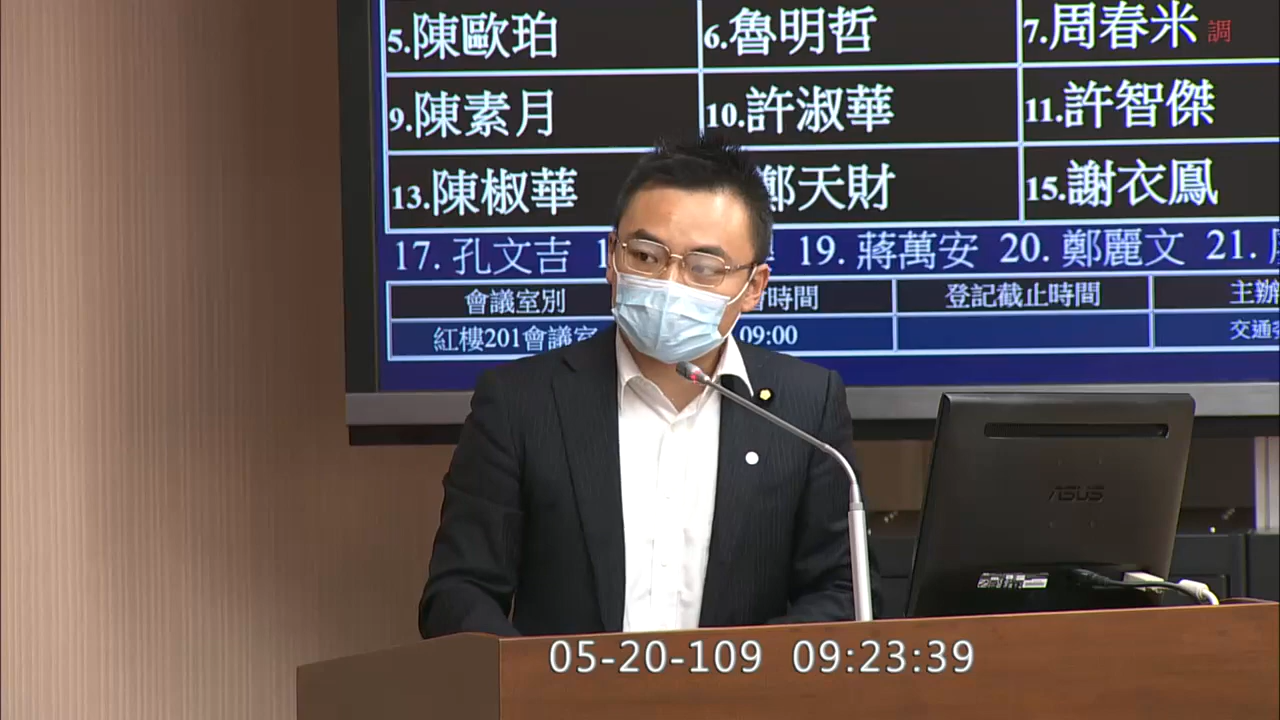 5.陳歐珀 6.魯明哲 7.周春米 調
9.陳素月 10.許淑華 11.許智傑
13.陳椒華 鄭天財 15.謝衣鳳
17. 孔文吉 19. 蔣萬安 20. 鄭麗文 21.
會議室別 時間 登記截止時間 主辦
紅樓201會議室 09:00 交通
ASUS
05-20-109 09:23:39